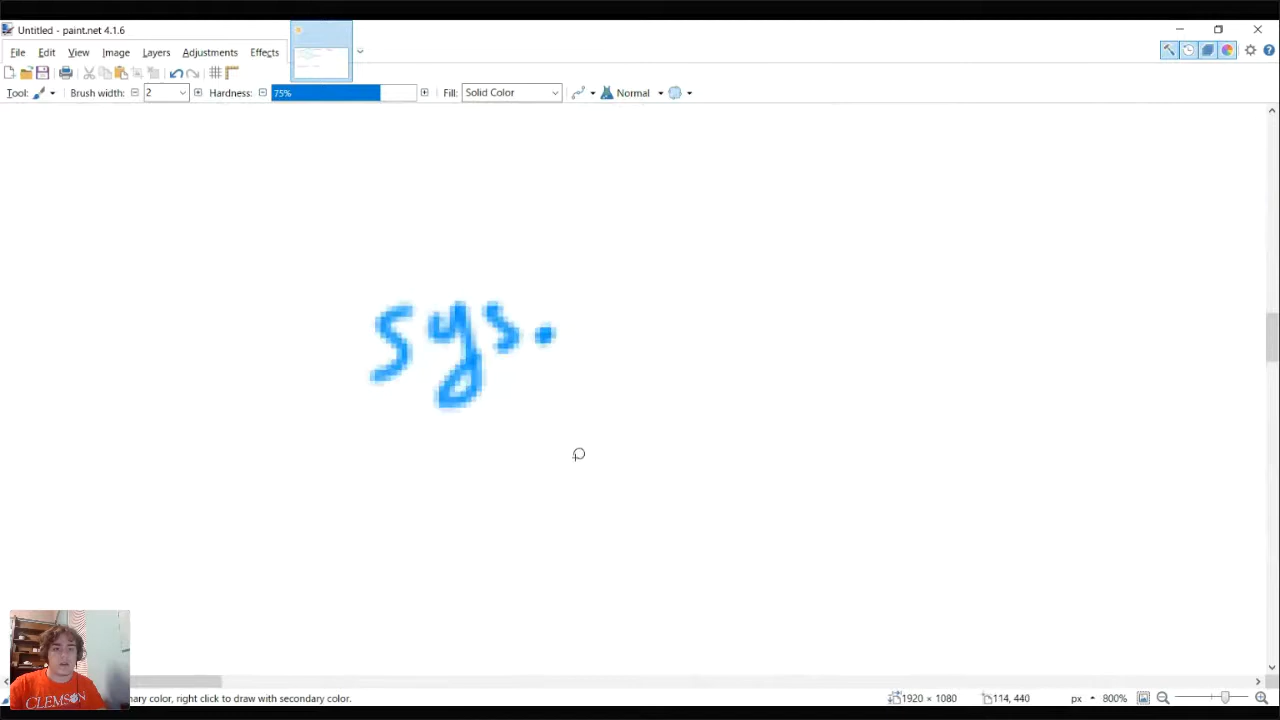 Untitled - paint.net 4.1.6
File Edit View Image Layers Adjustments Effects
Tool: Brush width: 2 Hardness: 75% Fill: Solid Color Normal
sys.
CLEMSON
nary color, right click to draw with secondary color. 1920 × 1080 114, 440 px 800%